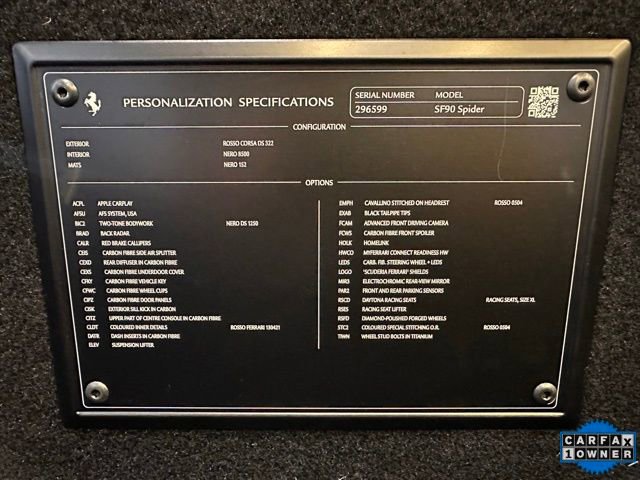 PERSONALIZATION SPECIFICATIONS
SERIAL NUMBER MODEL
296599 SF90 Spider
CONFIGURATION
EXTERIOR ROSSO CORSA DS 322
INTERIOR NERO 8500
MATS NERO 152
OPTIONS
ACPL APPLE CARPLAY
AFSU AFS SYSTEM, USA
BIC2 TWO-TONE BODYWORK NERO DS 1250
BRAD BACK RADAR
CALR RED BRAKE CALLIPERS
CEIS CARBON FIBRE SIDE AIR SPLITTER
CEXD REAR DIFFUSER IN CARBON FIBRE
CEXS CARBON FIBRE UNDERDOOR COVER
CFKY CARBON FIBRE VEHICLE KEY
CFWC CARBON FIBRE WHEEL CUPS
CIPZ CARBON FIBRE DOOR PANELS
CISK EXTERIOR SILL KICK IN CARBON
CITZ UPPER PART OF CENTRE CONSOLE IN CARBON FIBRE
CLDT COLOURED INNER DETAILS ROSSO FERRARI 130421
DATR DASH INSERTS IN CARBON FIBRE
ELEV SUSPENSION LIFTER
EMPH CAVALLINO STITCHED ON HEADREST ROSSO 0504
EXAB BLACK TAILPIPE TIPS
FCAM ADVANCED FRONT DRIVING CAMERA
FCWS CARBON FIBRE FRONT SPOILER
HOLK HOMELINK
HWCO MYFERRARI CONNECT READINESS HW
LEDS CARB. FIB. STEERING WHEEL + LEDS
LOGO "SCUDERIA FERRARI" SHIELDS
MIR3 ELECTROCHROMIC REAR-VIEW MIRROR
PAR2 FRONT AND REAR PARKING SENSORS
RSCD DAYTONA RACING SEATS RACING SEATS, SIZE XL
RSES RACING SEAT LIFTER
RSFD DIAMOND-POLISHED FORGED WHEELS
STC2 COLOURED SPECIAL STITCHING O.R. ROSSO 0504
TIWN WHEEL STUD BOLTS IN TITANIUM
CARFAX
1 OWNER